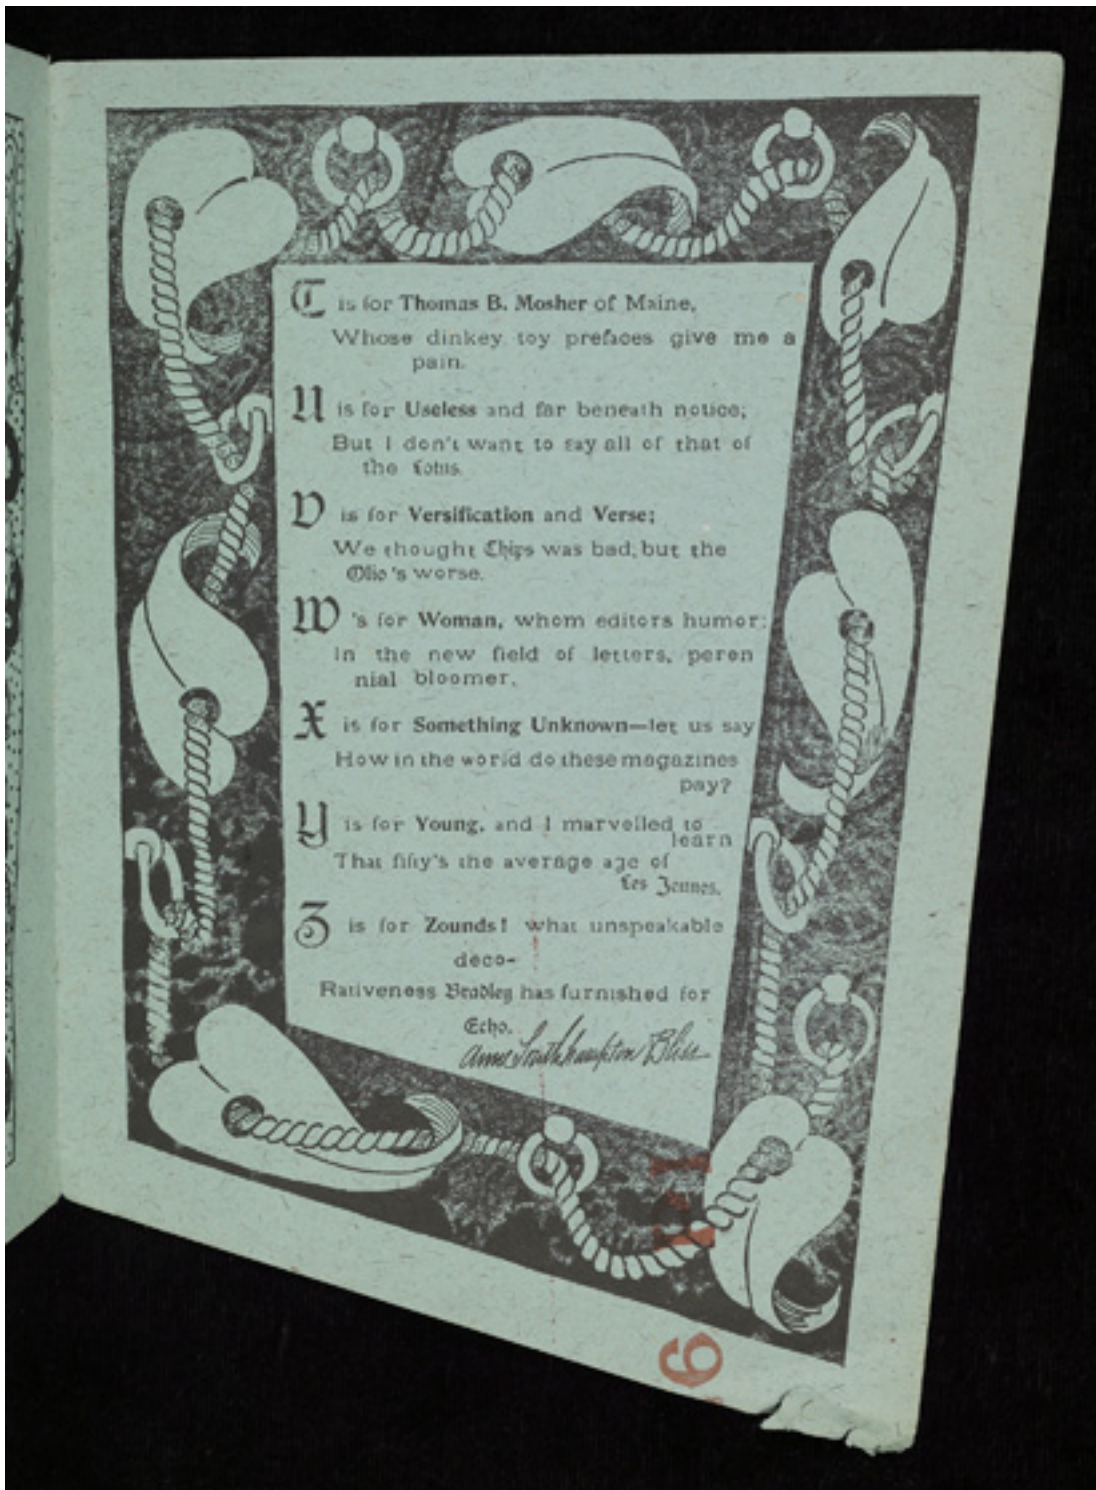 T is for Thomas B. Mosher of Maine,
Whose dinkey toy prefaces give me a
pain.
U is for Useless and far beneath notice;
But I don't want to say all of that of
the Lotus.
V is for Versification and Verse;
We thought Chips was bad, but the
Olio's worse.
W's for Woman, whom editors humor;
In the new field of letters, peren
nial bloomer.
X is for Something Unknown—let us say
How in the world do these magazines
pay?
Y is for Young, and I marvelled to
learn
That fifty's the average age of
Les Jeunes.
Z is for Zounds! what unspeakable
deco-
Rativeness Bradley has furnished for
Echo.
Anne Southhampton Bliss